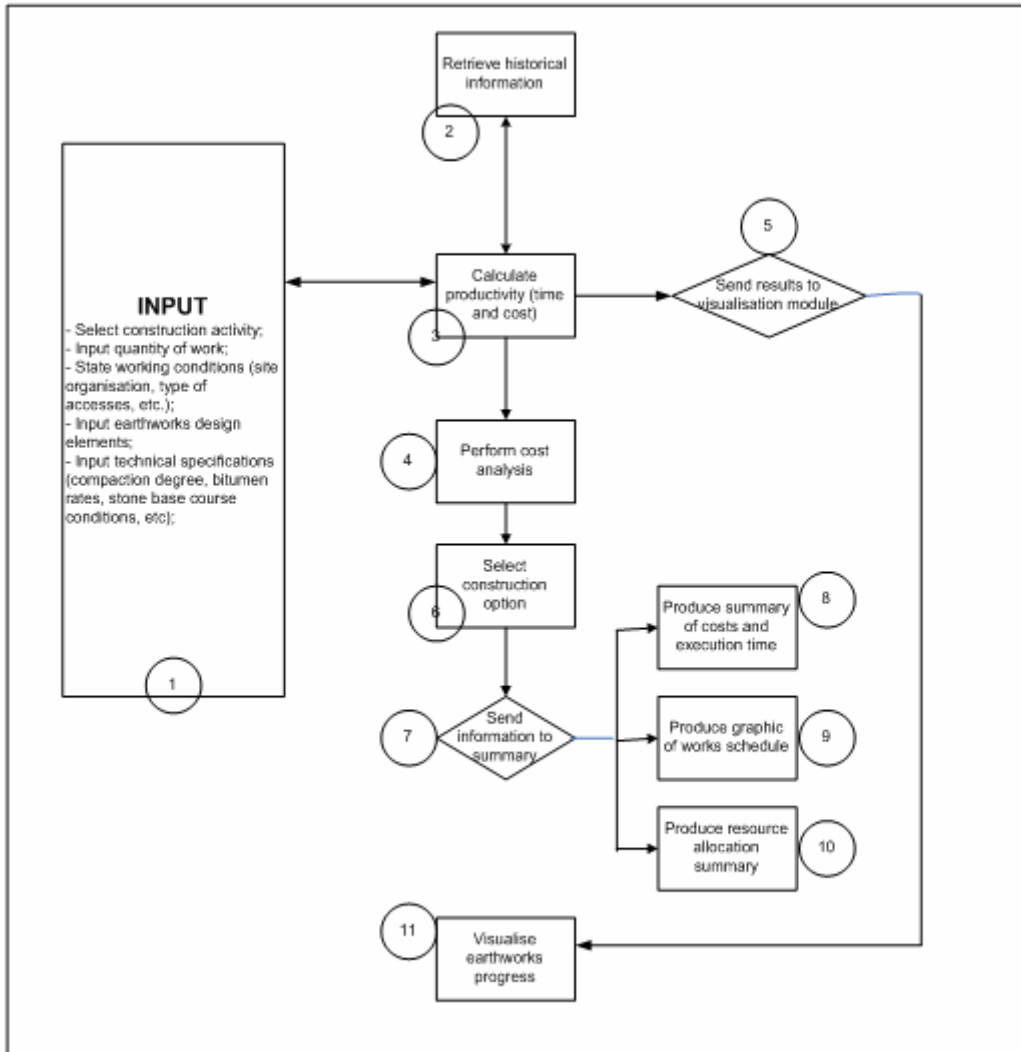 Retrieve historical
information
2
5
Calculate
productivity (time
and cost)
3
Send results to
visualisation module
INPUT
- Select construction activity;
- Input quantity of work;
- State working conditions (site
organisation, type of
accesses, etc.);
- Input earthworks design
elements;
- Input technical specifications
(compaction degree, bitumen
rates, stone base course
conditions, etc);
1
4
Perform cost
analysis
Select
construction
option
6
7
Send
information to
summary
Produce summary
of costs and
execution time
8
Produce graphic
of works schedule
9
Produce resource
allocation
summary
10
11
Visualise
earthworks
progress